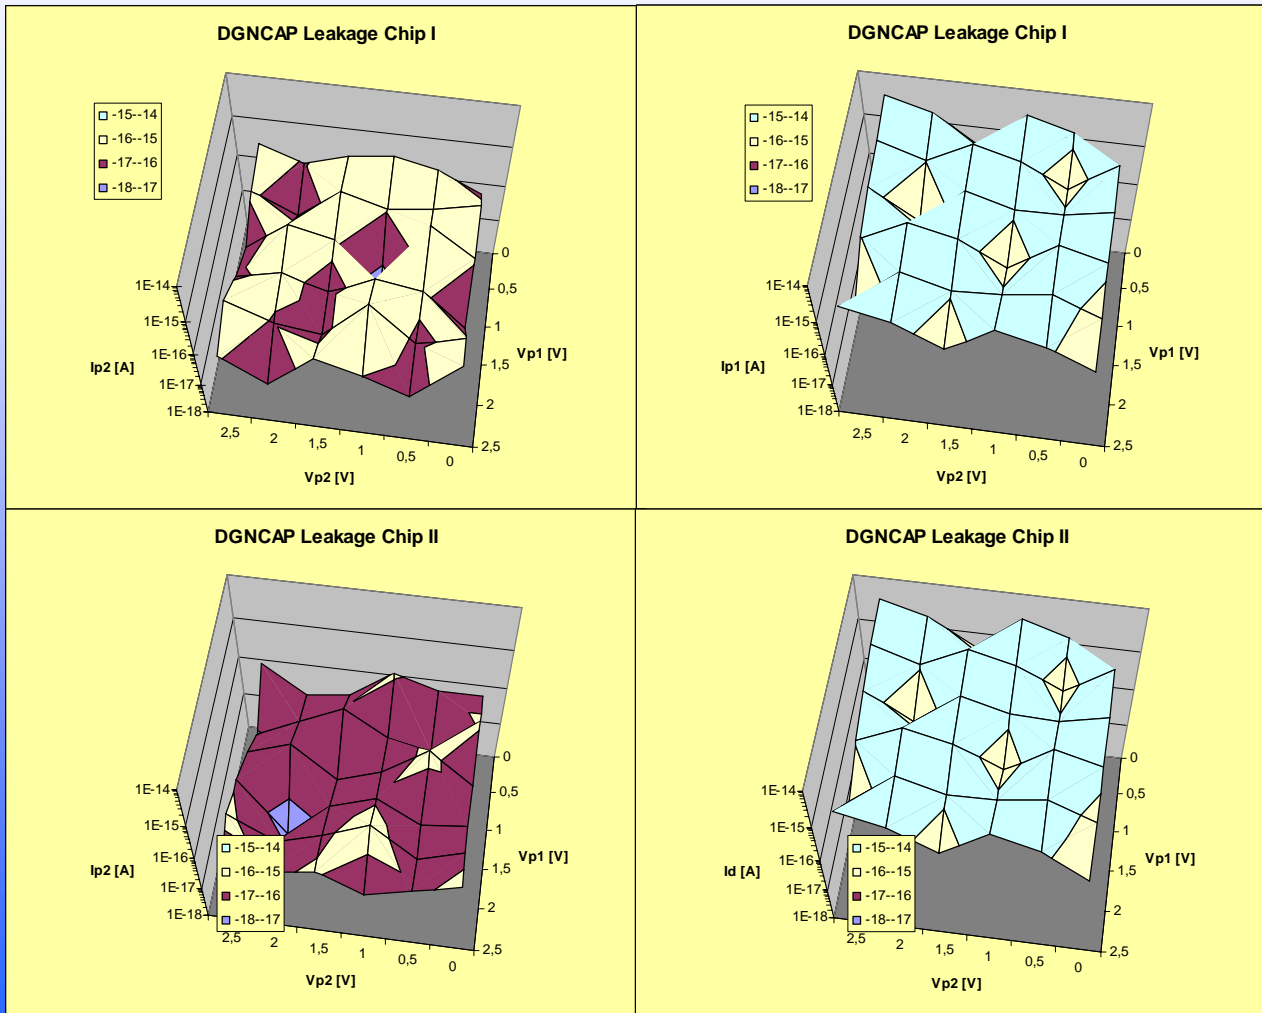 DGNCAP Leakage Chip I
-15--14
-16--15
-17--16
-18--17
1E-14
1E-15
1E-16
1E-17
1E-18
Ip2 [A]
2,5
2
1,5
1
0,5
0
Vp2 [V]
0
0,5
1
1,5
2
2,5
Vp1 [V]
DGNCAP Leakage Chip I
-15--14
-16--15
-17--16
-18--17
1E-14
1E-15
1E-16
1E-17
1E-18
Ip1 [A]
2,5
2
1,5
1
0,5
0
Vp2 [V]
0
0,5
1
1,5
2
2,5
Vp1 [V]
DGNCAP Leakage Chip II
1E-14
1E-15
1E-16
1E-17
1E-18
Ip2 [A]
-15--14
-16--15
-17--16
-18--17
2,5
2
1,5
1
0,5
0
Vp2 [V]
0
0,5
1
1,5
2
2,5
Vp1 [V]
DGNCAP Leakage Chip II
1E-14
1E-15
1E-16
1E-17
1E-18
Id [A]
-15--14
-16--15
-17--16
-18--17
2,5
2
1,5
1
0,5
0
Vp2 [V]
0
0,5
1
1,5
2
2,5
Vp1 [V]